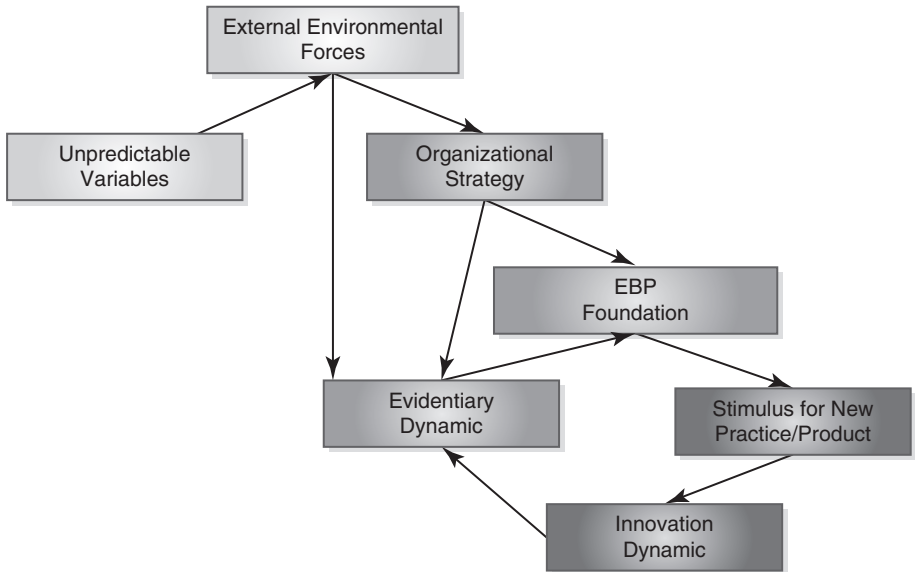 External Environmental
Forces
Unpredictable
Variables
Organizational
Strategy
EBP
Foundation
Evidentiary
Dynamic
Stimulus for New
Practice/Product
Innovation
Dynamic